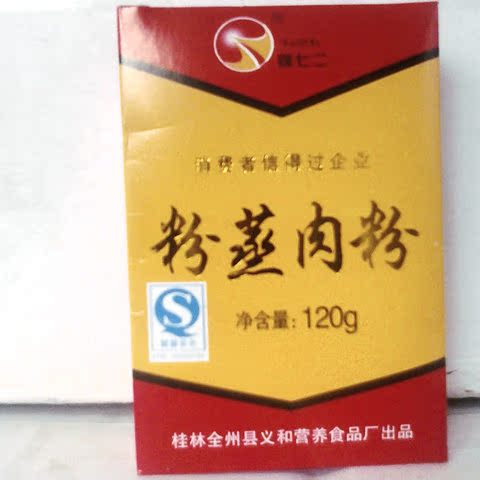 消费者信得过企业
粉蒸肉粉
净含量: 120g
桂林全州县义和营养食品厂出品